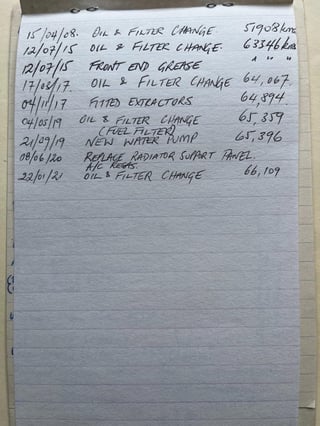 15/04/08. OIL & FILTER CHANGE 51908 kms
12/07/15 OIL & FILTER CHANGE. 63346 kms
12/07/15 FRONT END GREASE " " "
17/08/17. OIL & FILTER CHANGE 64,067.
04/11/17 FITTED EXTRACTORS 64,894.
04/05/19 OIL & FILTER CHANGE 65,359
(FUEL FILTER)
21/09/19 NEW WATER PUMP 65,396
08/06/20 REPLACE RADIATOR SUPPORT PANEL.
A/C REGAS.
22/01/21 OIL & FILTER CHANGE 66,109